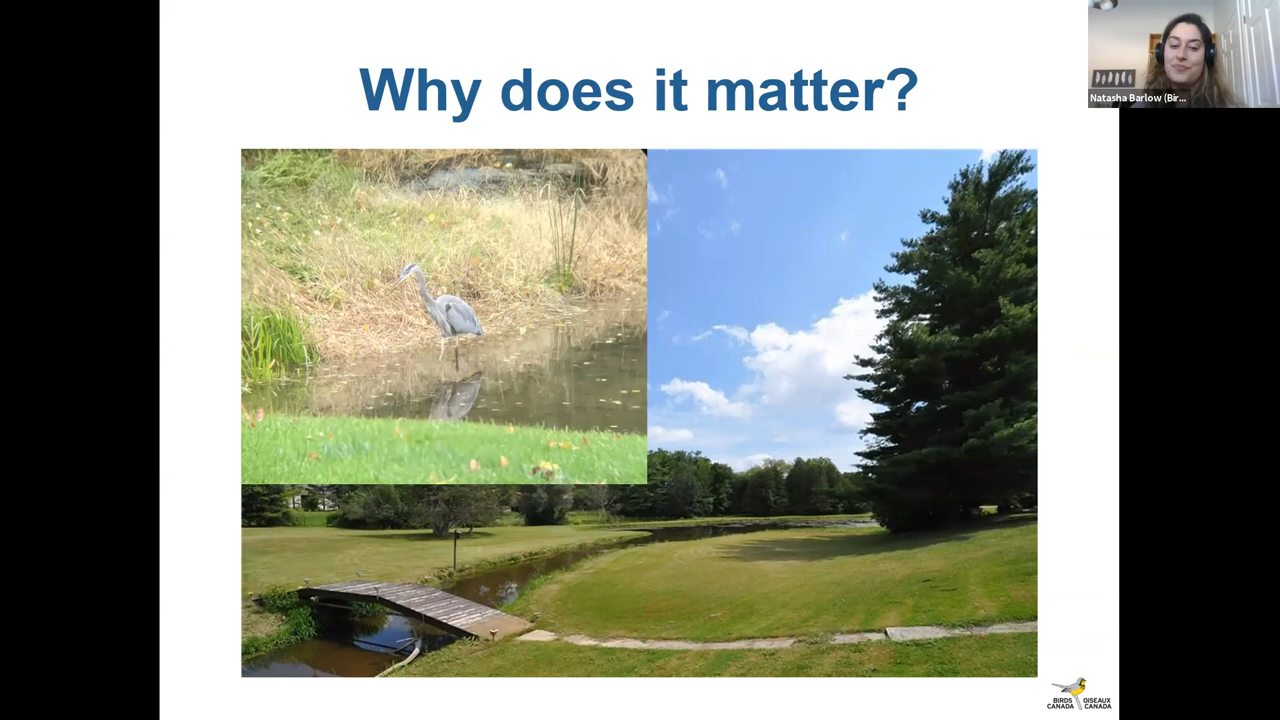 Why does it matter?
Natasha Barlow (Bir...
BIRDS CANADA
OISEAUX CANADA